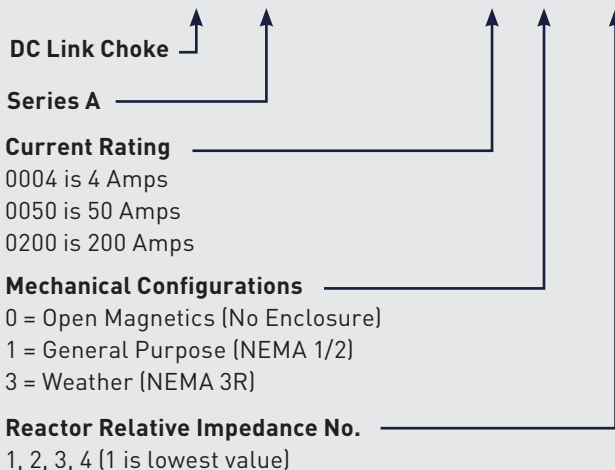 DC Link Choke
Series A
Current Rating
0004 is 4 Amps
0050 is 50 Amps
0200 is 200 Amps
Mechanical Configurations
0 = Open Magnetics (No Enclosure)
1 = General Purpose (NEMA 1/2)
3 = Weather (NEMA 3R)
Reactor Relative Impedance No.
1, 2, 3, 4 (1 is lowest value)